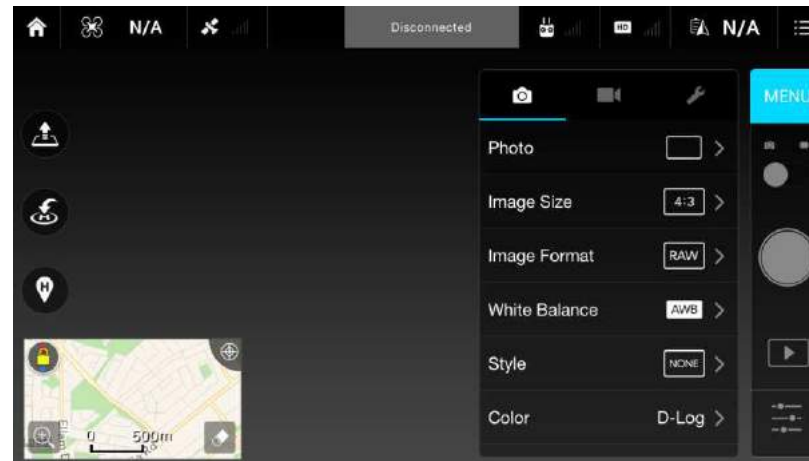 N/A Disconnected HD N/A
MENU
Photo
Image Size 4:3
Image Format RAW
White Balance AWB
Style NONE
Color D-Log
H
H
0 500m